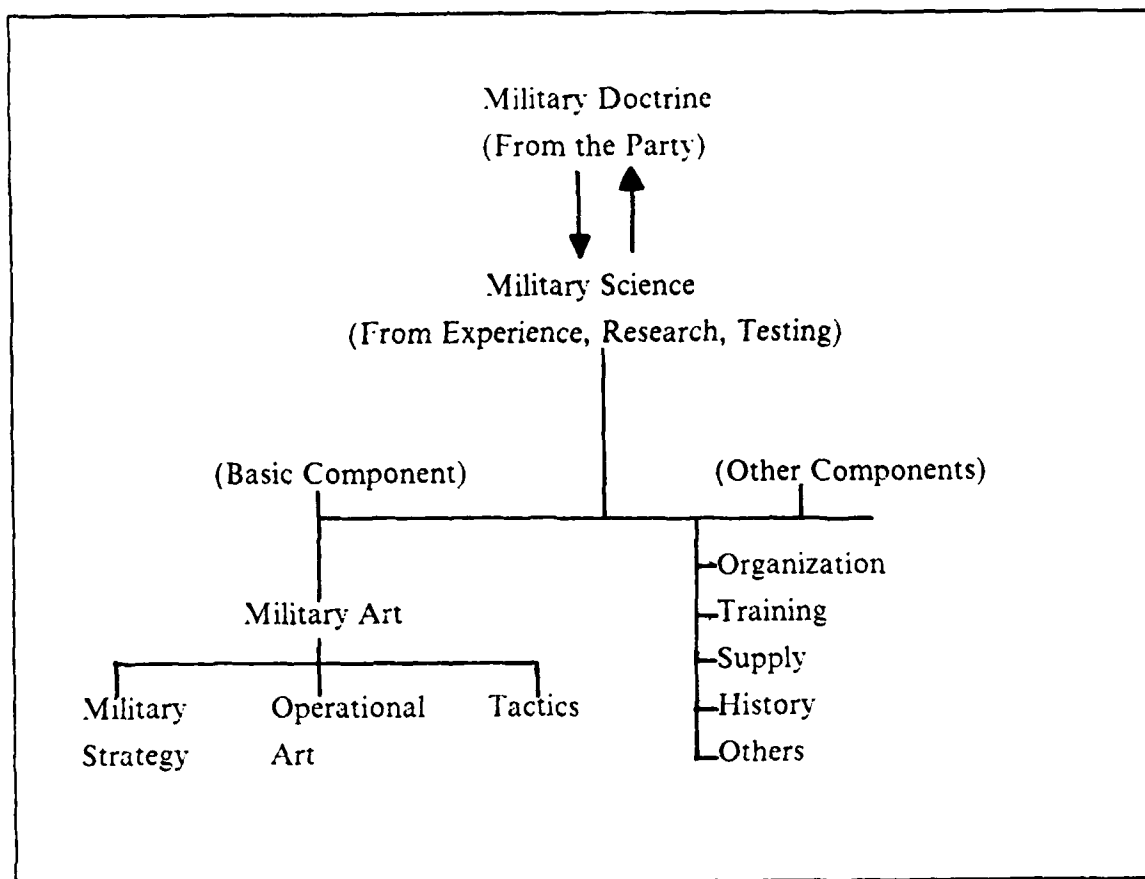 Military Doctrine
(From the Party)
Military Science
(From Experience, Research, Testing)
(Basic Component)
(Other Components)
Organization
Training
Supply
History
Others
Military Art
Military
Strategy
Operational
Art
Tactics